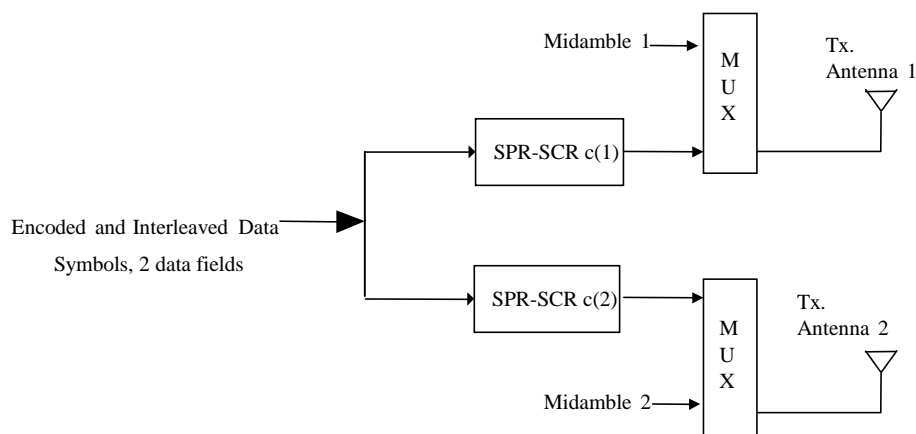 Midamble 1
M
U
X
Tx.
Antenna 1
SPR-SCR c(1)
Encoded and Interleaved Data
Symbols, 2 data fields
SPR-SCR c(2)
M
U
X
Tx.
Antenna 2
Midamble 2